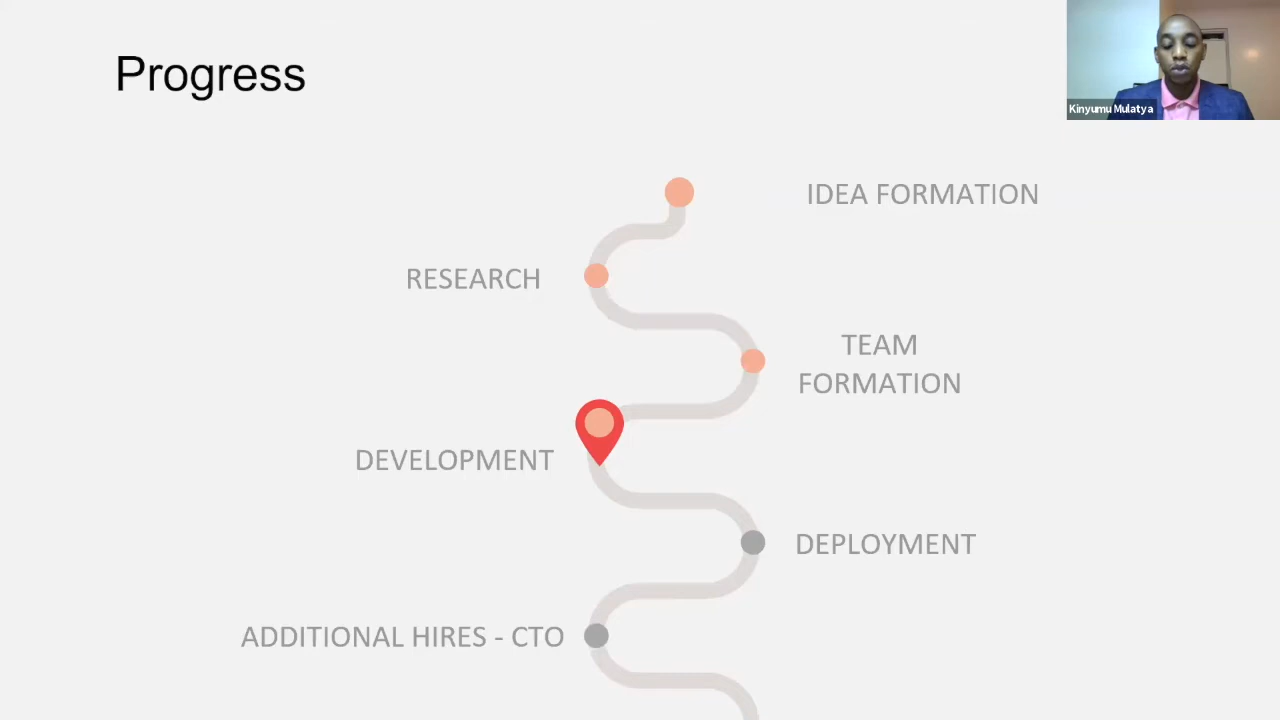 Progress
Kinyumu Mulatya
IDEA FORMATION
RESEARCH
TEAM
FORMATION
DEVELOPMENT
DEPLOYMENT
ADDITIONAL HIRES - CTO